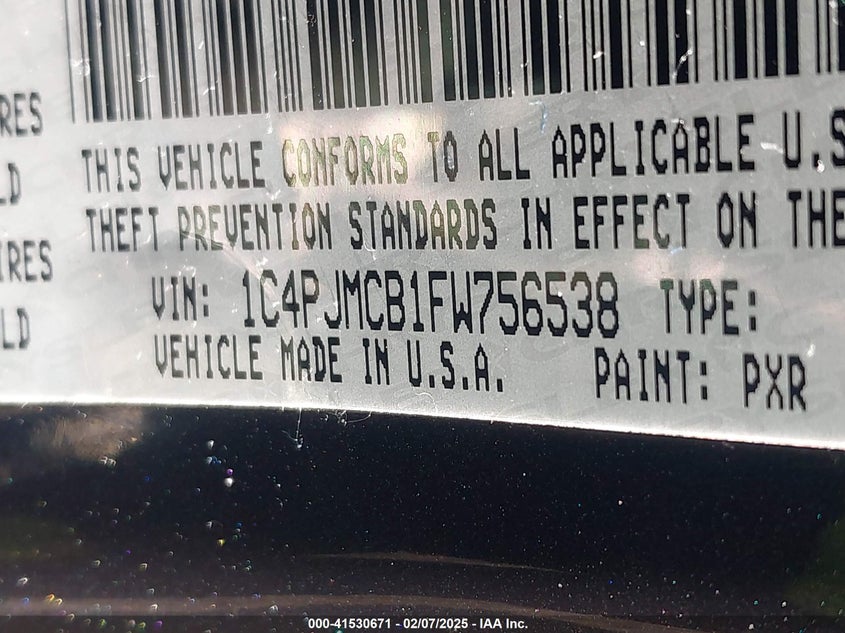 RES
LD
IRES
LD
THIS VEHICLE CONFORMS TO ALL APPLICABLE U.S
THEFT PREVENTION STANDARDS IN EFFECT ON THE
VIN: 1C4PJMCB1FW756538 TYPE:
VEHICLE MADE IN U.S.A. PAINT: PXR
000-41530671 - 02/07/2025 - IAA Inc.